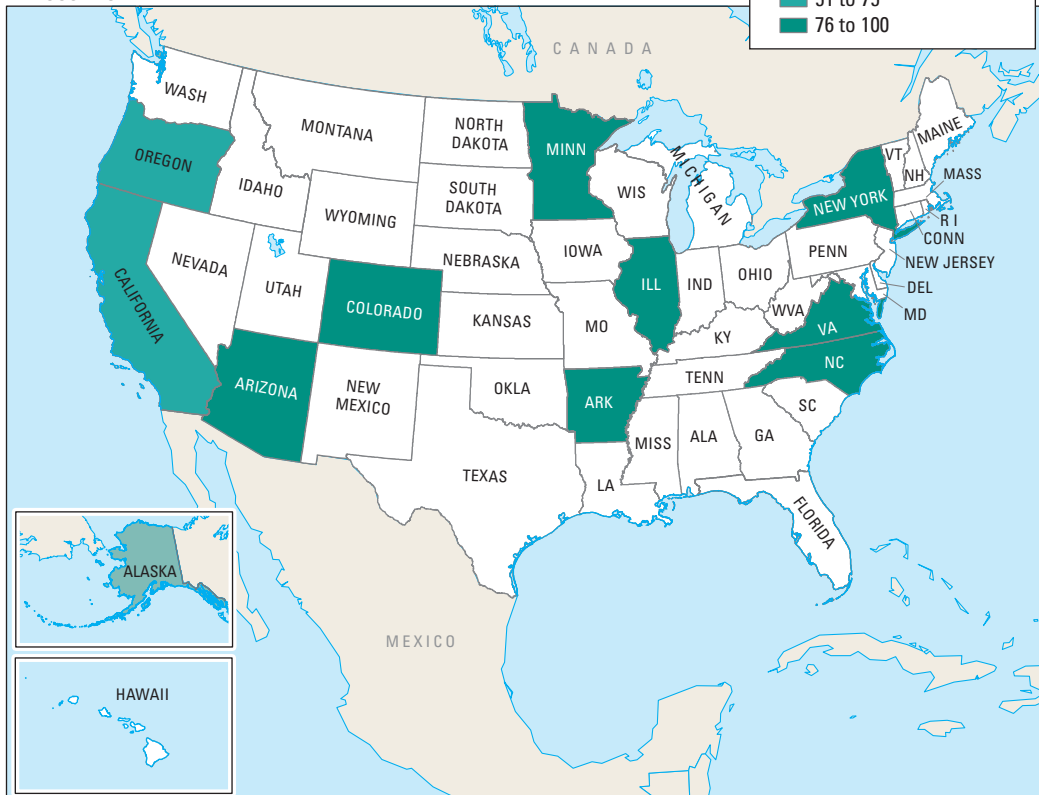 51 to 75
76 to 100
CANADA
WASH
MONTANA
NORTH
DAKOTA
MINN
MICHIGAN
MAINE
VT
NH
MASS
OREGON
IDAHO
SOUTH
DAKOTA
WIS
NEW YORK
R I
CONN
WYOMING
IOWA
PENN
NEW JERSEY
NEVADA
NEBRASKA
ILL
IND
OHIO
DEL
MD
UTAH
COLORADO
KANSAS
MO
WVA
VA
KY
CALIFORNIA
NC
TENN
ARIZONA
NEW
MEXICO
OKLA
ARK
SC
MISS
ALA
GA
TEXAS
LA
FLORIDA
ALASKA
MEXICO
HAWAII